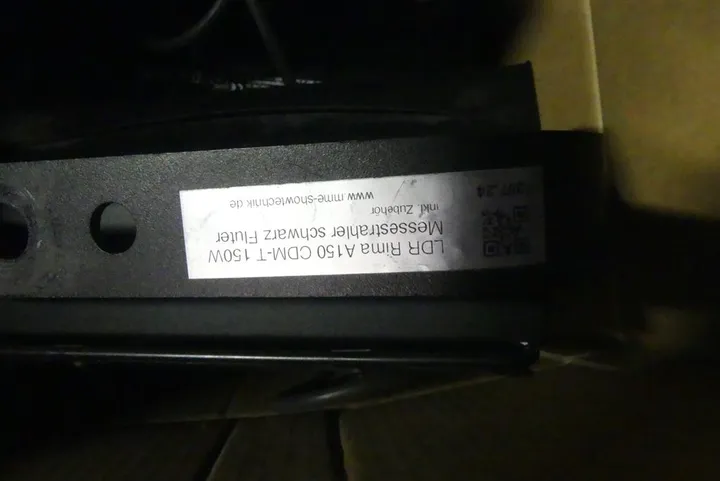 LDR Rima A150 CDM-T 150W
Messestrahler schwarz Fluter
inkl. Zubehör
www.mme-showtechnik.de